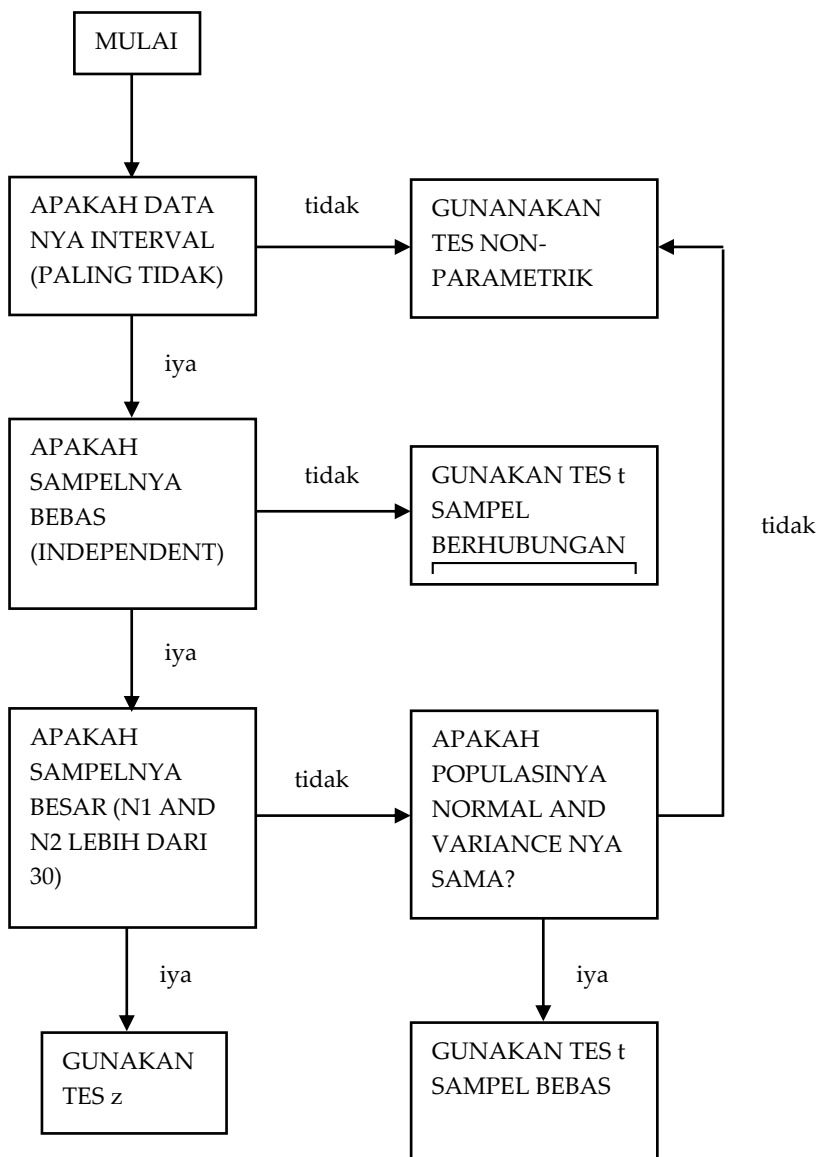 MULAI
APAKAH DATA
NYA INTERVAL
(PALING TIDAK)
tidak
GUNANAKAN
TES NON-
PARAMETRIK
iya
APAKAH
SAMPELNYA
BEBAS
(INDEPENDENT)
tidak
GUNAKAN TES t
SAMPEL
BERHUBUNGAN
tidak
iya
APAKAH
SAMPELNYA
BESAR (N1 AND
N2 LEBIH DARI
30)
tidak
APAKAH
POPULASINYA
NORMAL AND
VARIANCE NYA
SAMA?
iya
iya
GUNAKAN
TES z
GUNAKAN TES t
SAMPEL BEBAS